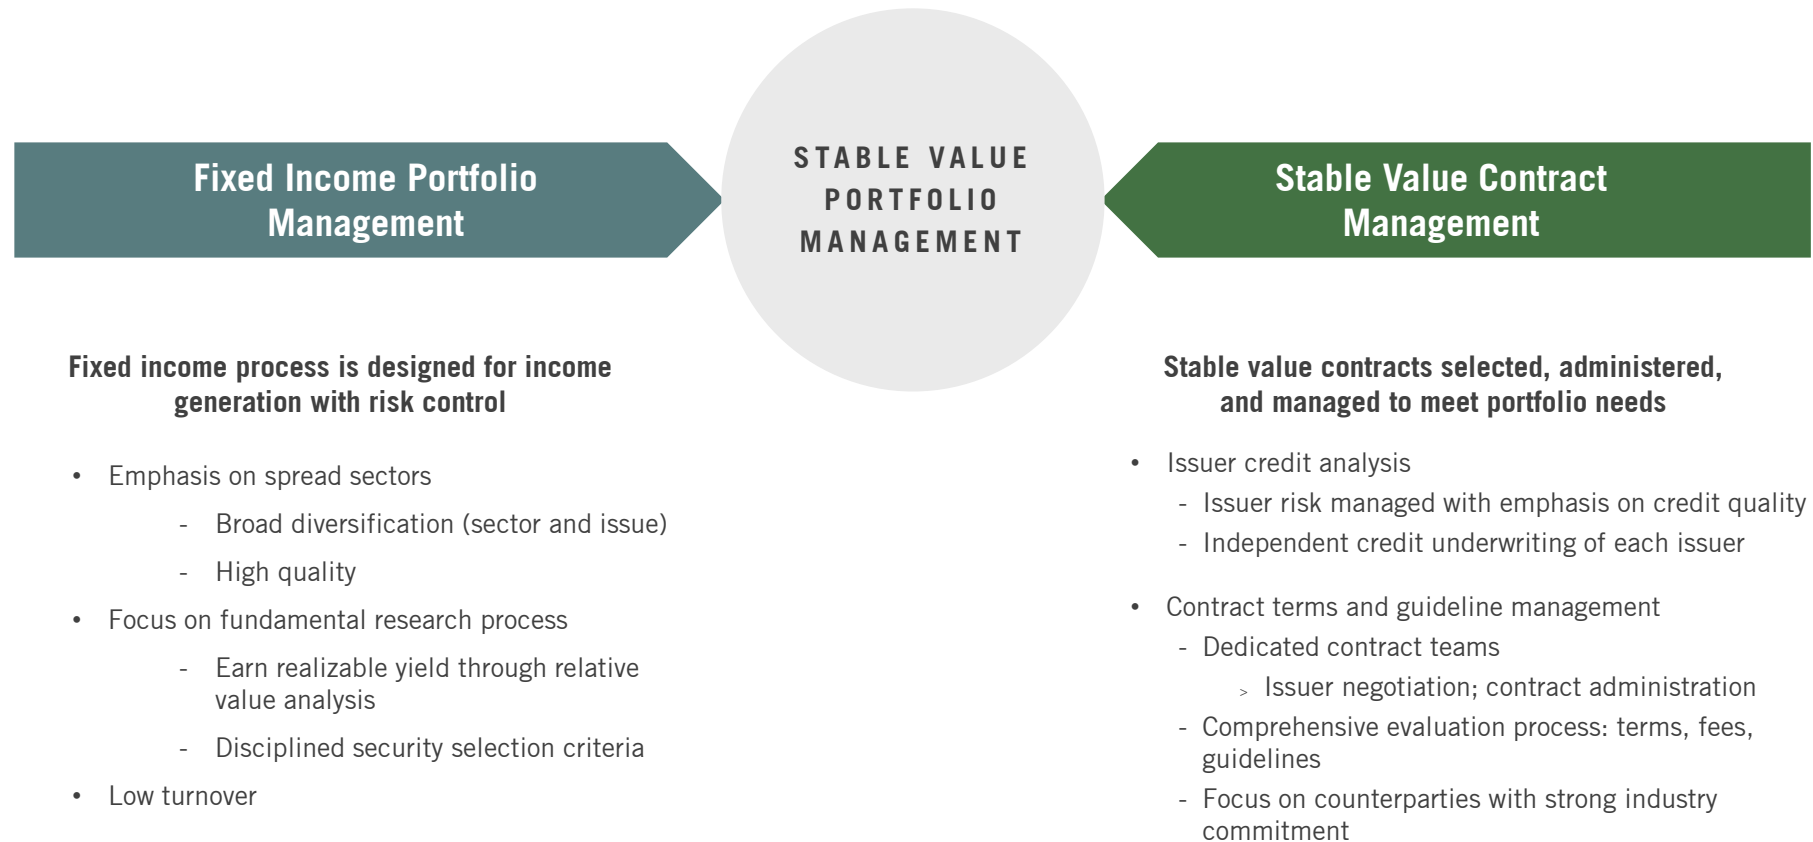 Fixed Income Portfolio
Management
STABLE VALUE
PORTFOLIO
MANAGEMENT
Stable Value Contract
Management
Fixed income process is designed for income
generation with risk control
• Emphasis on spread sectors
- Broad diversification (sector and issue)
- High quality
• Focus on fundamental research process
- Earn realizable yield through relative
value analysis
- Disciplined security selection criteria
• Low turnover
Stable value contracts selected, administered,
and managed to meet portfolio needs
• Issuer credit analysis
- Issuer risk managed with emphasis on credit quality
- Independent credit underwriting of each issuer
• Contract terms and guideline management
- Dedicated contract teams
> Issuer negotiation; contract administration
- Comprehensive evaluation process: terms, fees,
guidelines
- Focus on counterparties with strong industry
commitment